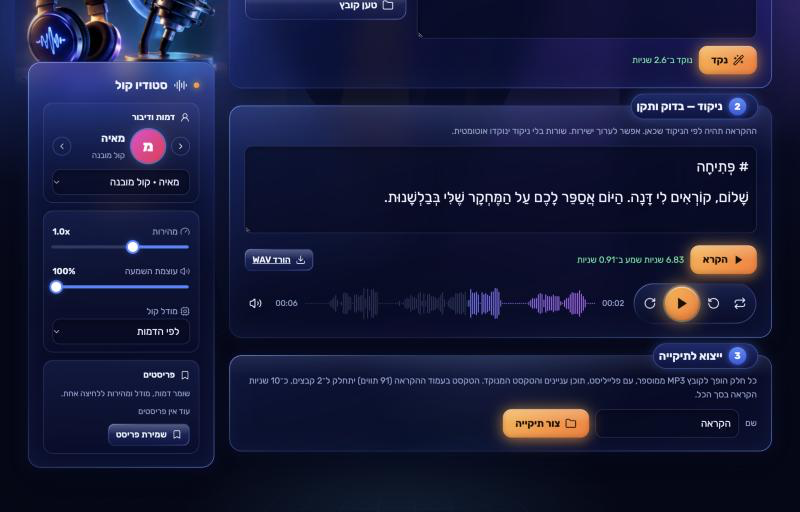 טען קובץ
נקד
נוקד ב־2.6 שניות
2 ניקוד – בדוק ותקן
ההקראה תהיה לפי הניקוד שכאן. אפשר לערוך ישירות. שורות בלי ניקוד ינוקדו אוטומטית.
# פְּתִיחָה
שָׁלוֹם, קוֹרְאִים לִי דָּנָה. הַיּוֹם אֲסַפֵּר לָכֶם עַל הַמֶּחְקָר שֶׁלִּי בְּבַלְשָׁנוּת.
הקרא
6.83 שניות שמע ב־0.91 שניות
הורד WAV
00:02
00:06
3 ייצוא לתיקייה
כל חלק הופך לקובץ MP3 ממוספר, עם פלייליסט, תוכן עניינים והטקסט המנוקד. הטקסט בעמוד ההקראה (91 תווים) יתחלק ל־2 קבצים, כ־10 שניות
הקראה בסך הכל.
שם
הקראה
צור תיקייה
סטודיו קול
דמות ודיבור
מ
מאיה
קול מובנה
מאיה · קול מובנה
מהירות
1.0x
עוצמת השמעה
100%
מודל קול
לפי הדמות
פריסטים
שומר דמות, מודל ומהירות ללחיצה אחת.
עוד אין פריסטים
שמירת פריסט